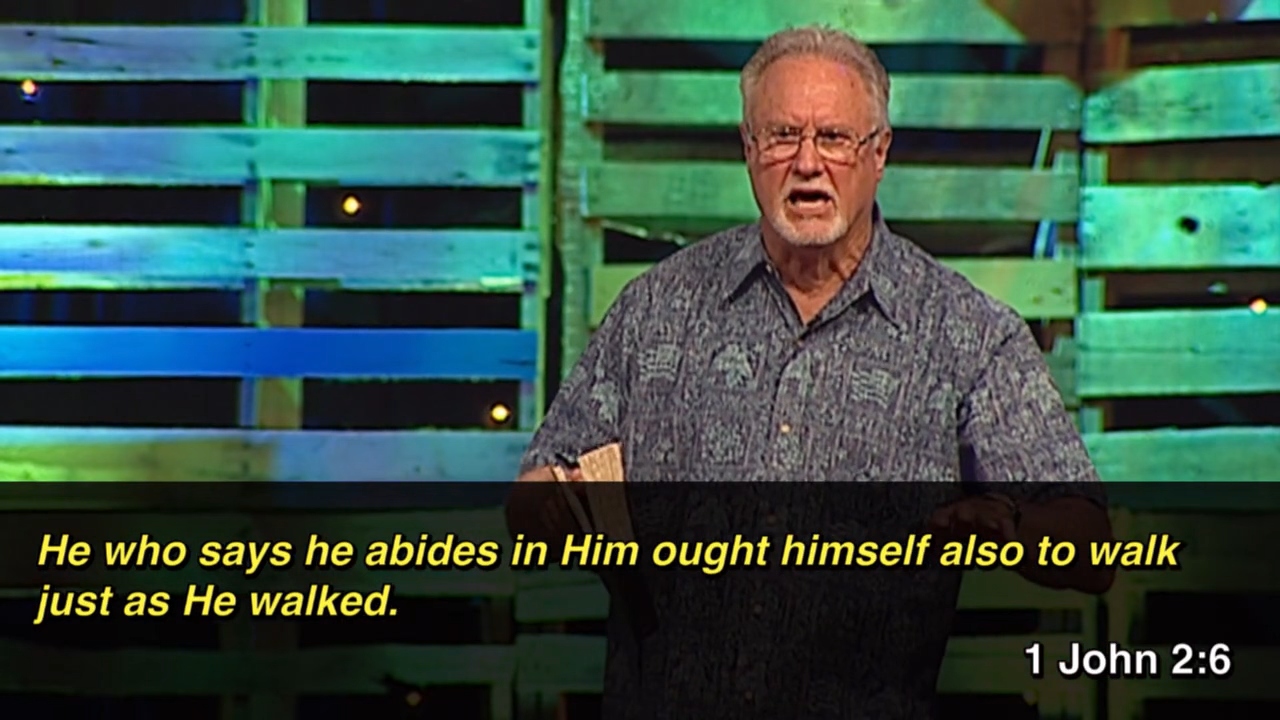 He who says he abides in Him ought himself also to walk
just as He walked.
1 John 2:6